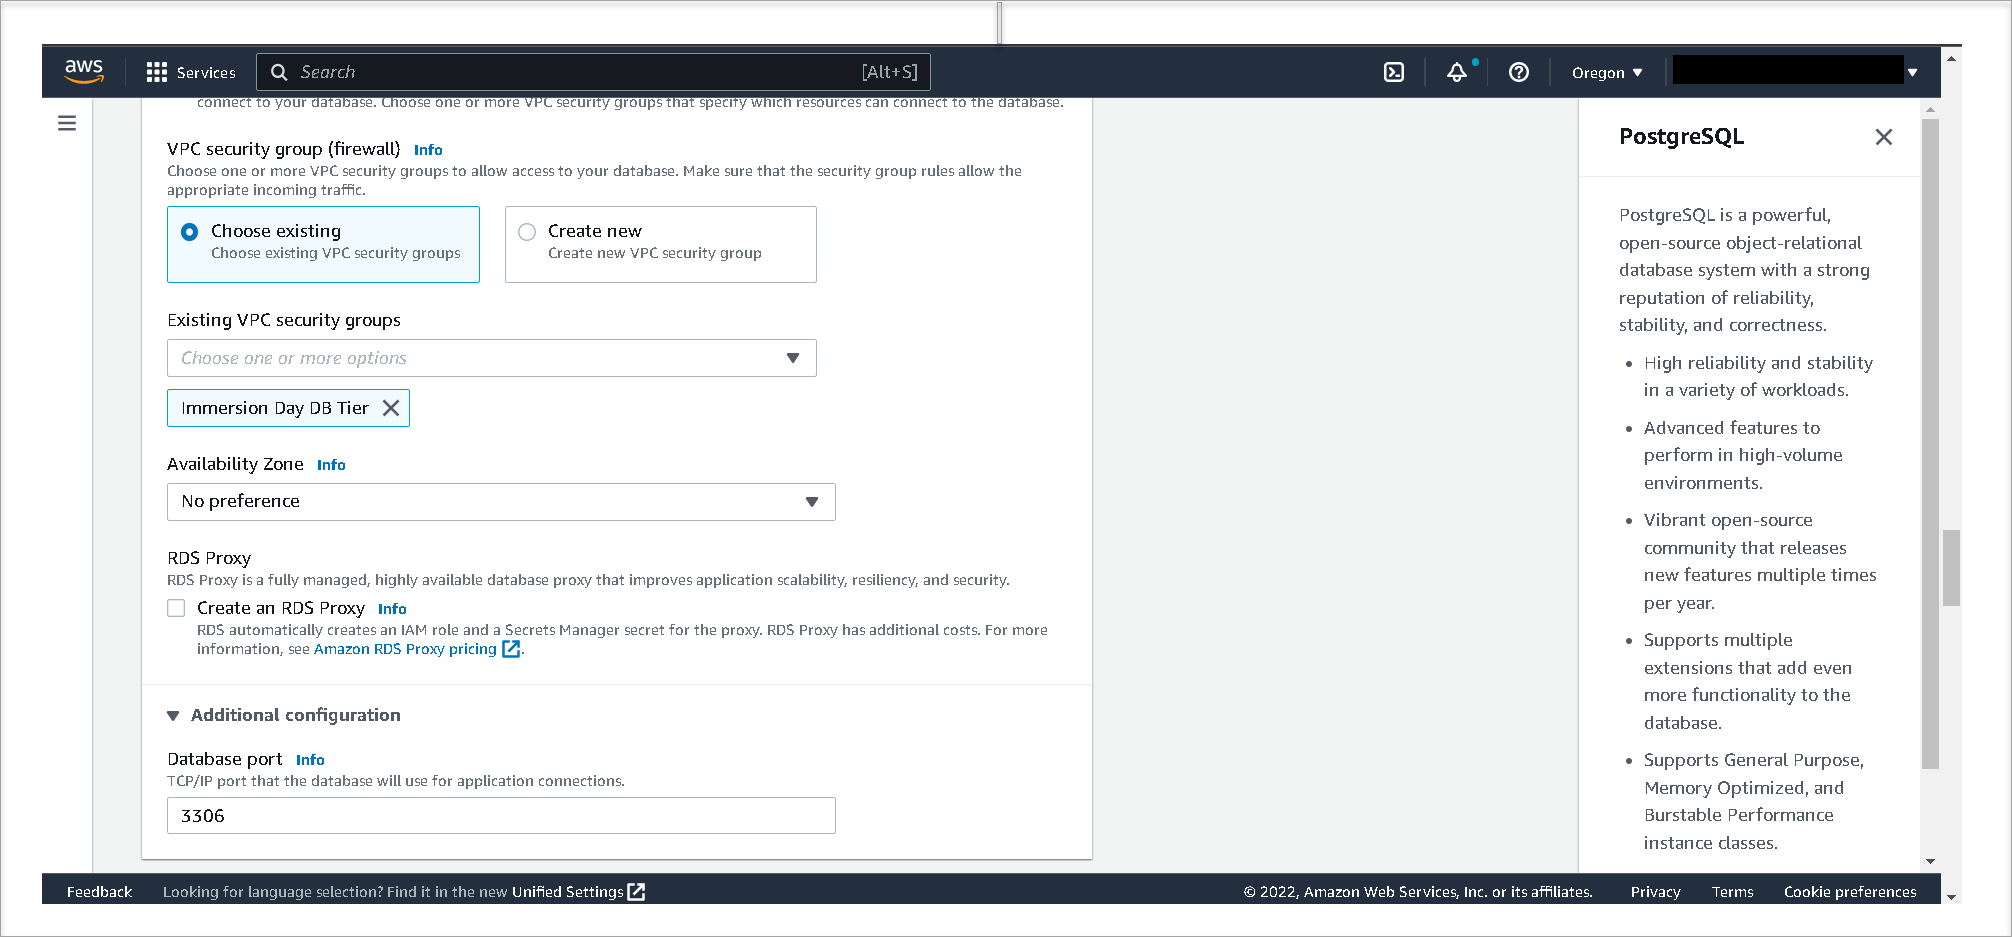 aws
Services
Search
[Alt+S]
Oregon
connect to your database. Choose one or more VPC security groups that specify which resources can connect to the database.
VPC security group (firewall) Info
Choose one or more VPC security groups to allow access to your database. Make sure that the security group rules allow the
appropriate incoming traffic.
Choose existing
Choose existing VPC security groups
Create new
Create new VPC security group
Existing VPC security groups
Choose one or more options
Immersion Day DB Tier
Availability Zone Info
No preference
RDS Proxy
RDS Proxy is a fully managed, highly available database proxy that improves application scalability, resiliency, and security.
Create an RDS Proxy Info
RDS automatically creates an IAM role and a Secrets Manager secret for the proxy. RDS Proxy has additional costs. For more
information, see Amazon RDS Proxy pricing.
Additional configuration
Database port Info
TCP/IP port that the database will use for application connections.
3306
PostgreSQL
PostgreSQL is a powerful,
open-source object-relational
database system with a strong
reputation of reliability,
stability, and correctness.
• High reliability and stability
in a variety of workloads.
• Advanced features to
perform in high-volume
environments.
• Vibrant open-source
community that releases
new features multiple times
per year.
• Supports multiple
extensions that add even
more functionality to the
database.
• Supports General Purpose,
Memory Optimized, and
Burstable Performance
instance classes.
Feedback
Looking for language selection? Find it in the new Unified Settings
© 2022, Amazon Web Services, Inc. or its affiliates.
Privacy
Terms
Cookie preferences